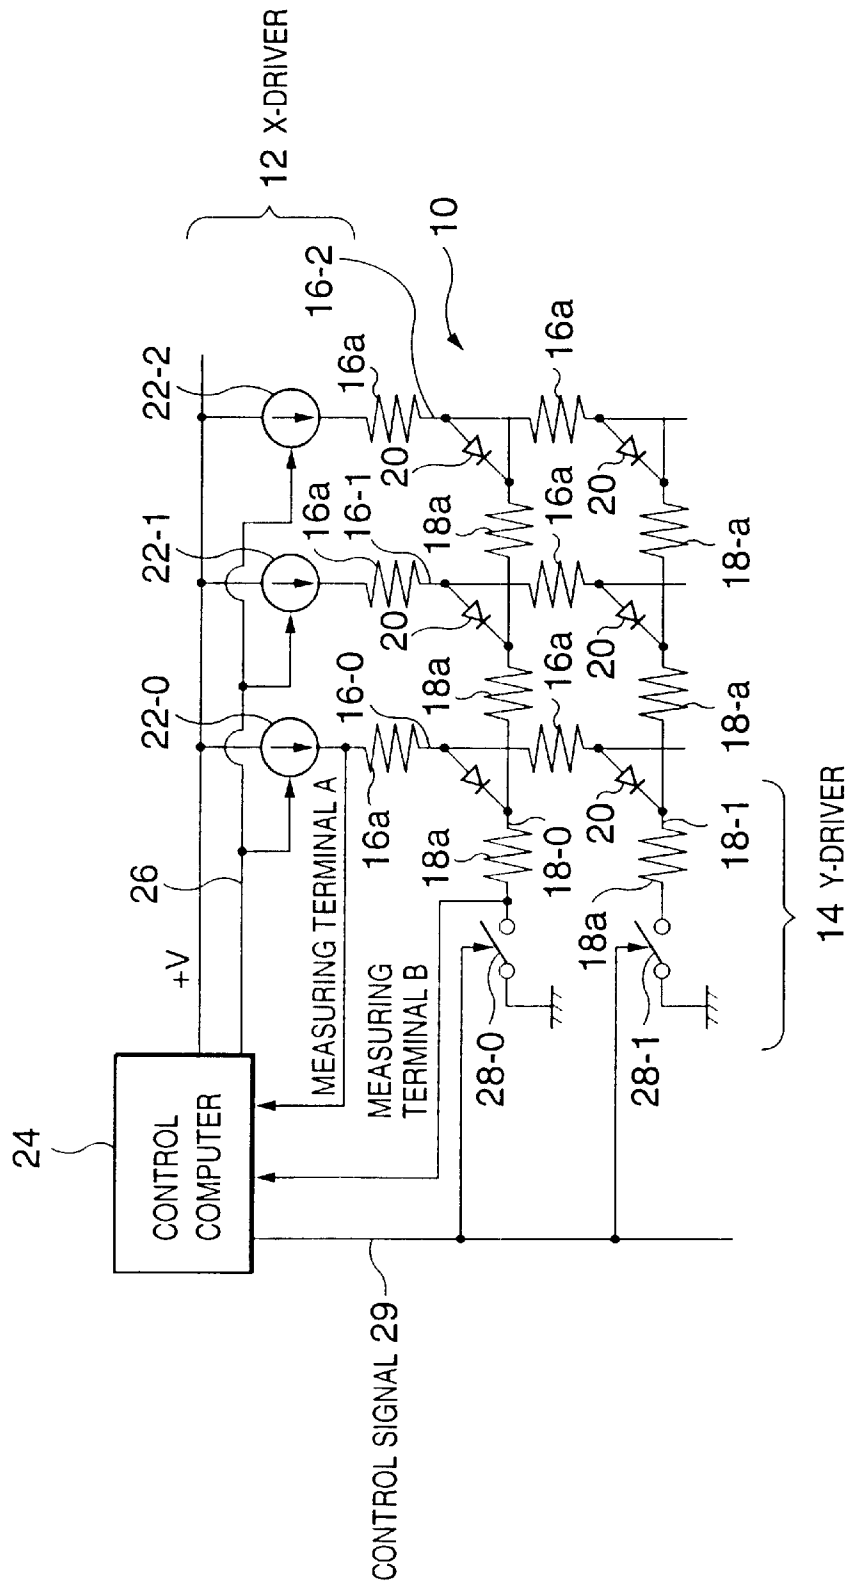 24
CONTROL
COMPUTER
+V
26
22-0
22-1
22-2
12 X-DRIVER
MEASURING TERMINAL A
MEASURING
TERMINAL B
16a
16-0
16a
16-1
16a
16-2
10
20
20
18a
18a
18a
16a
16a
16a
28-0
18-0
20
20
20
18a
28-1
18-1
18-a
18-a
14 Y-DRIVER
CONTROL SIGNAL 29